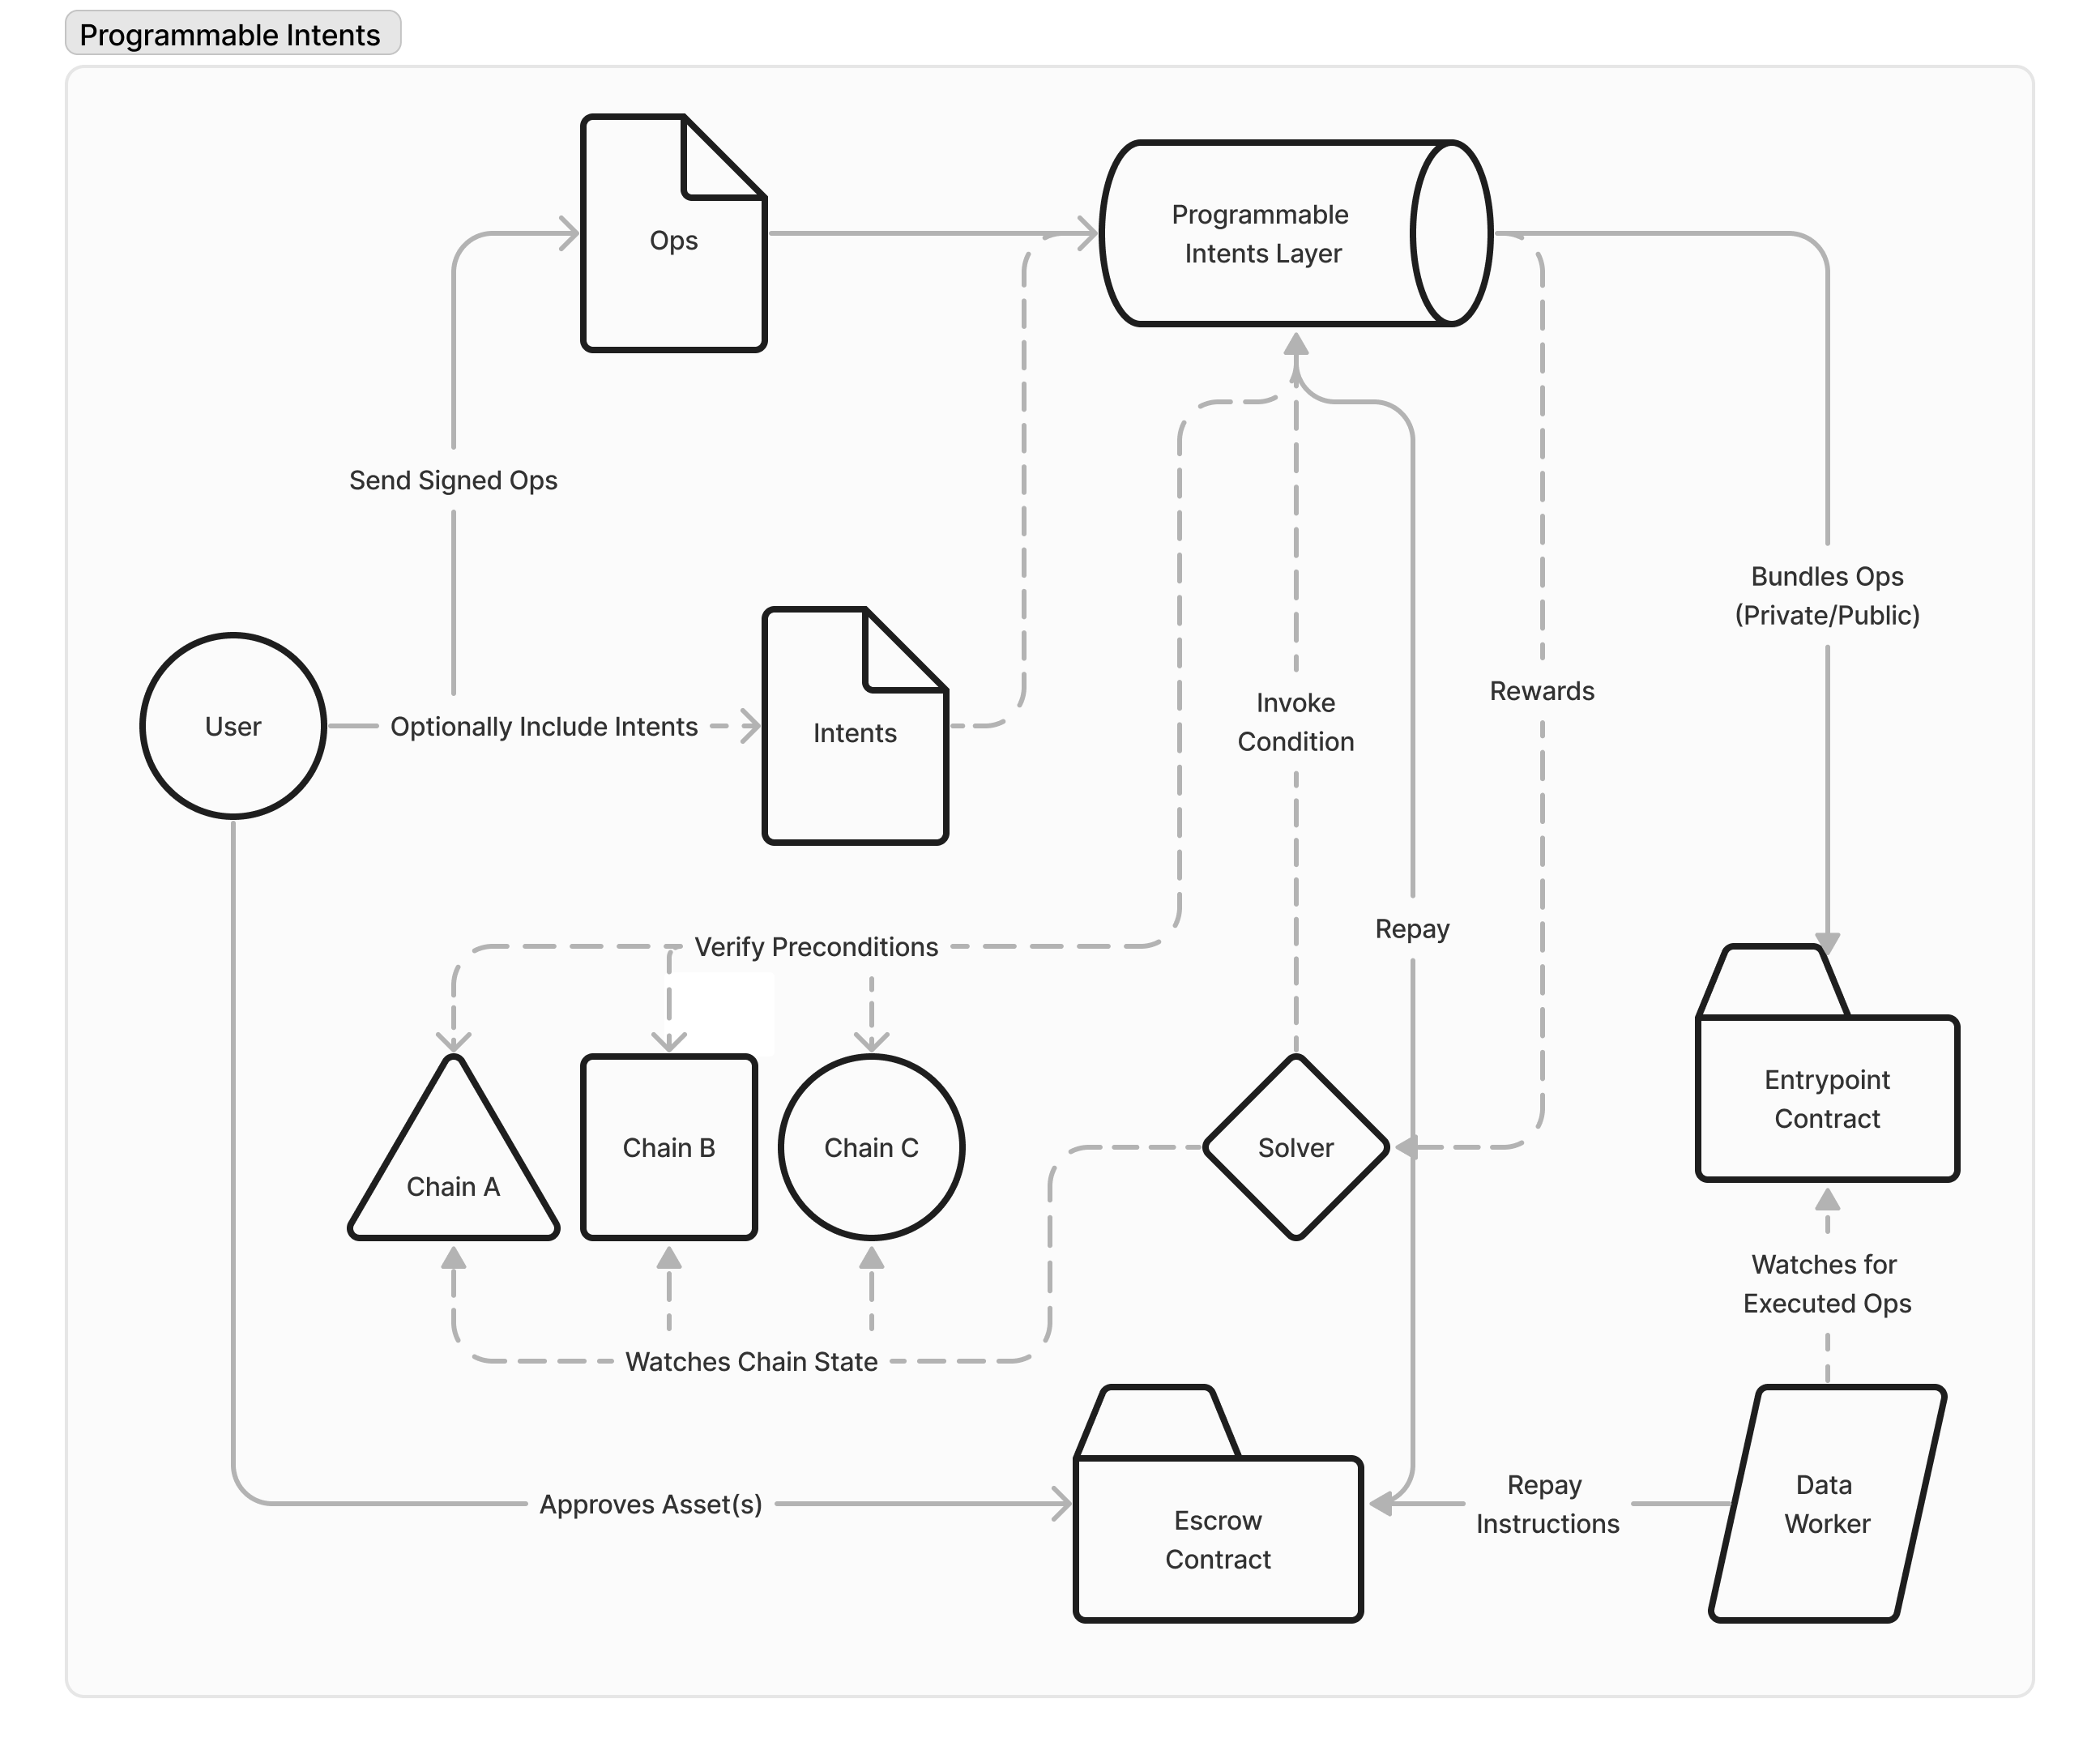 Programmable Intents
Ops
Programmable
Intents Layer
Send Signed Ops
Bundles Ops
(Private/Public)
User
Optionally Include Intents
Intents
Invoke
Condition
Rewards
Repay
Verify Preconditions
Chain A
Chain B
Chain C
Solver
Entrypoint
Contract
Watches for
Executed Ops
Watches Chain State
Approves Asset(s)
Escrow
Contract
Repay
Instructions
Data
Worker